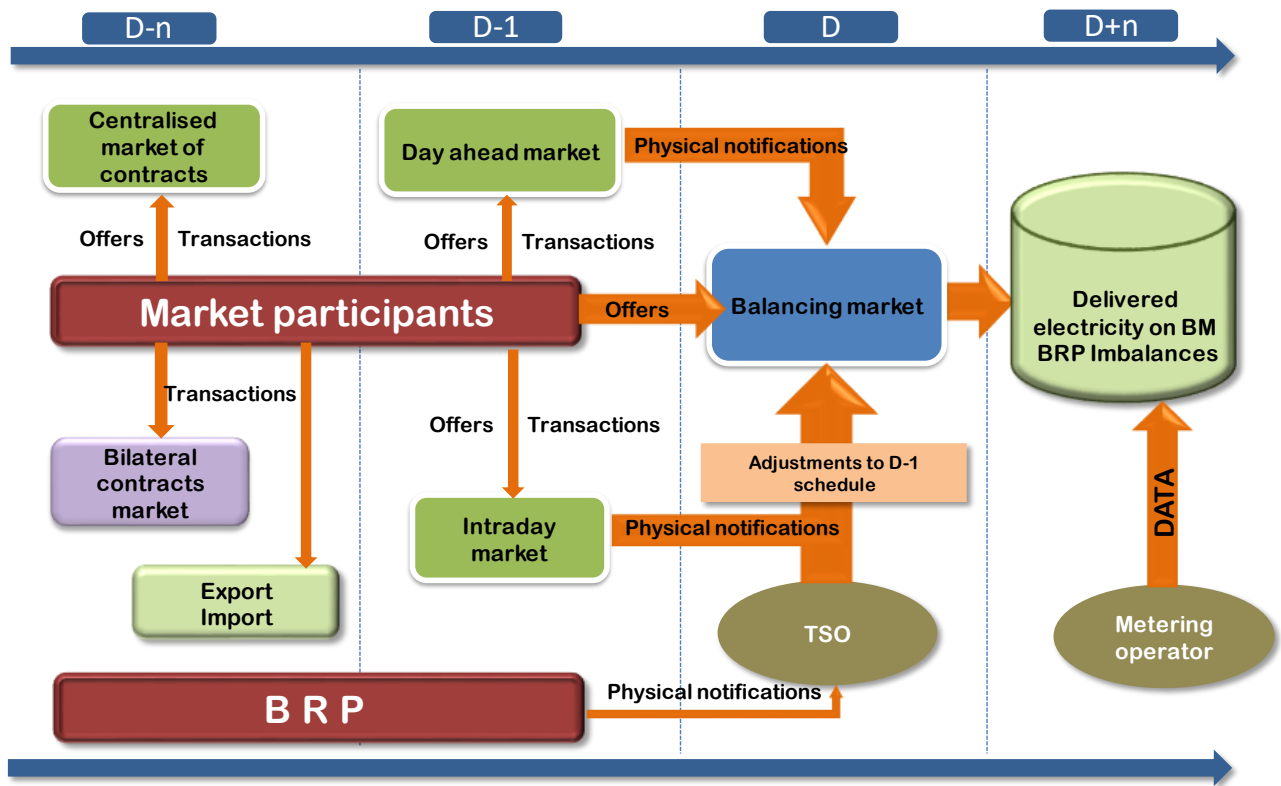 D-n
D-1
D
D+n
Centralised
market of
contracts
Day ahead market
Physical notifications
Offers
Transactions
Offers
Transactions
Market participants
Offers
Balancing market
Delivered
electricity on BM
BRP Imbalances
Transactions
Offers
Transactions
Bilateral
contracts
market
Adjustments to D-1
schedule
Intraday
market
Physical notifications
DATA
Export
Import
TSO
Metering
operator
B R P
Physical notifications